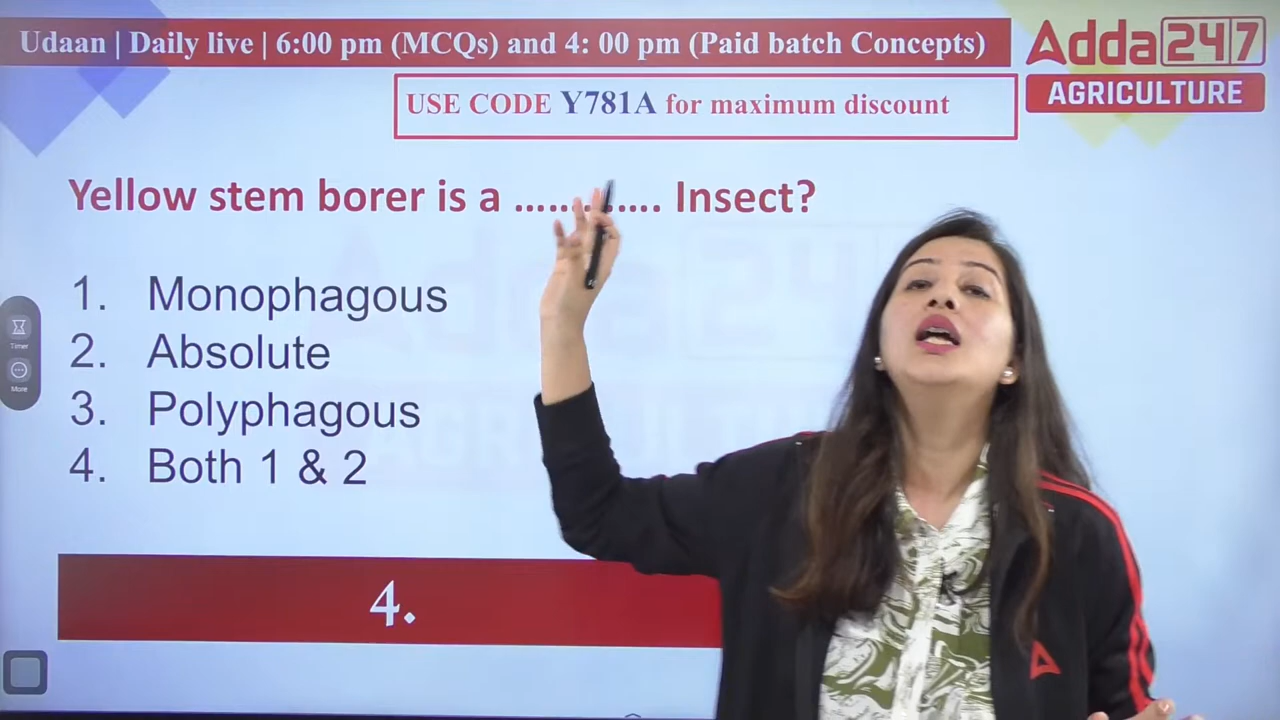 Udaan | Daily live | 6:00 pm (MCQs) and 4: 00 pm (Paid batch Concepts)
Adda247
AGRICULTURE
USE CODE Y781A for maximum discount
Yellow stem borer is a ............ Insect?
1. Monophagous
2. Absolute
3. Polyphagous
4. Both 1 & 2
Timer
More
4.